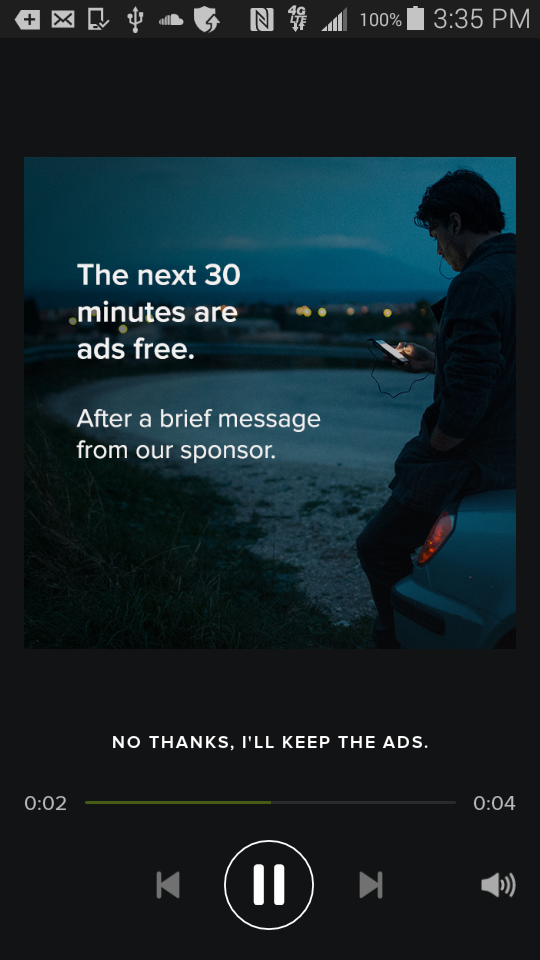 4G LTE 100% 3:35 PM
The next 30
minutes are
ads free.
After a brief message
from our sponsor.
NO THANKS, I'LL KEEP THE ADS.
0:02 0:04